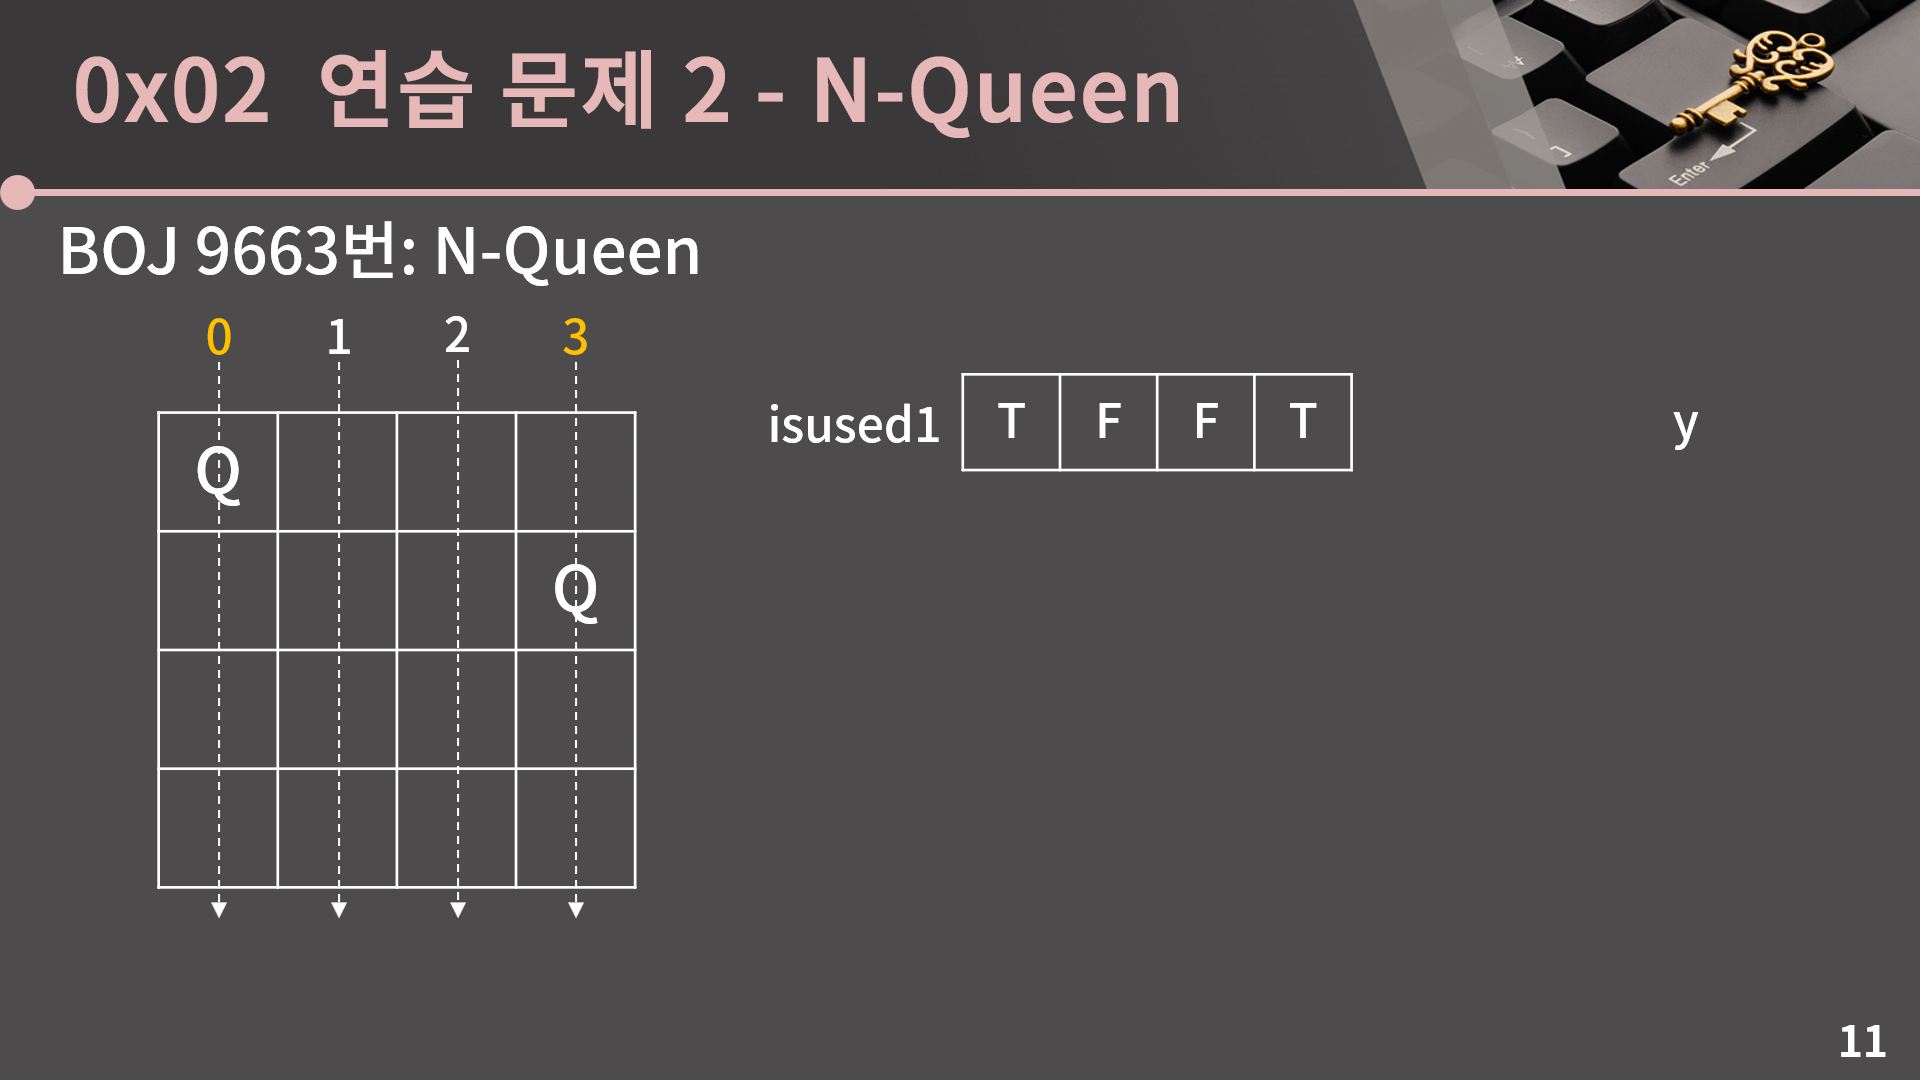 0x02 연습 문제 2 - N-Queen
BOJ 9663번: N-Queen
0 1 2 3
isused1 T F F T y
Q
Q
Enter
11